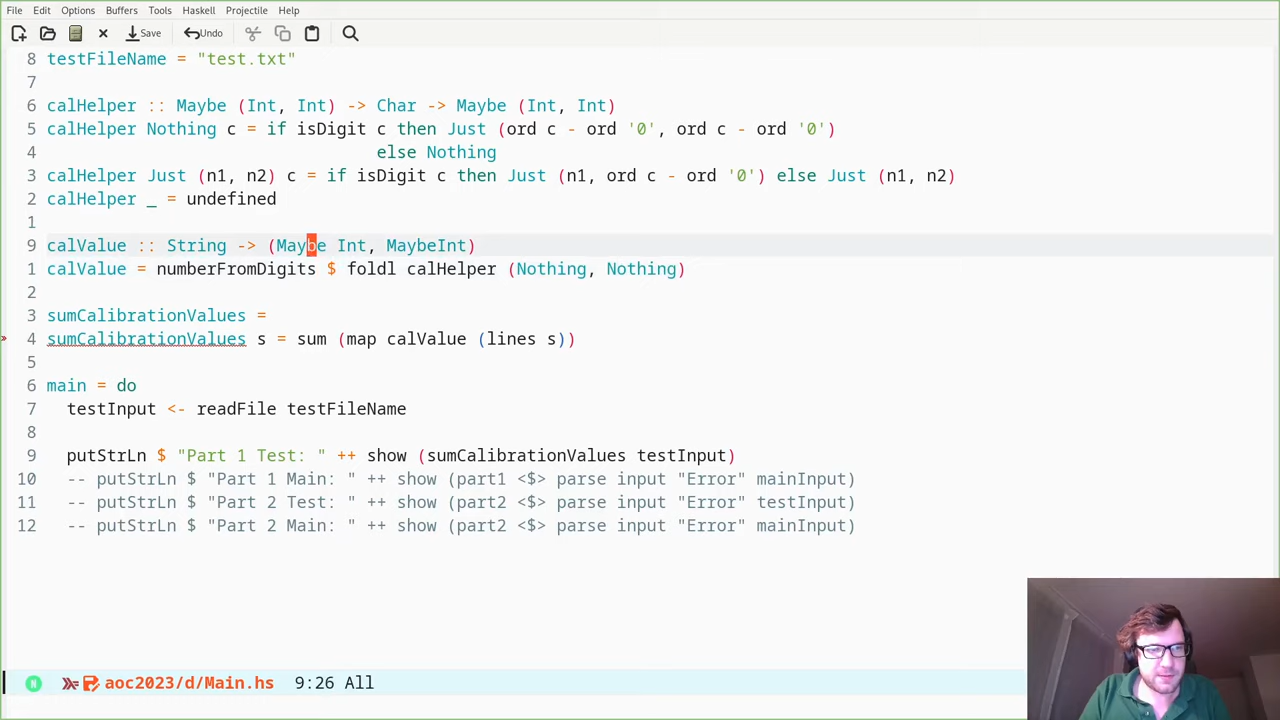 File Edit Options Buffers Tools Haskell Projectile Help
Save Undo
8 testFileName = "test.txt"
7
6 calHelper :: Maybe (Int, Int) -> Char -> Maybe (Int, Int)
5 calHelper Nothing c = if isDigit c then Just (ord c - ord '0', ord c - ord '0')
4 else Nothing
3 calHelper Just (n1, n2) c = if isDigit c then Just (n1, ord c - ord '0') else Just (n1, n2)
2 calHelper _ = undefined
1
9 calValue :: String -> (Maybe Int, MaybeInt)
1 calValue = numberFromDigits $ foldl calHelper (Nothing, Nothing)
2
3 sumCalibrationValues =
» 4 sumCalibrationValues s = sum (map calValue (lines s))
5
6 main = do
7 testInput <- readFile testFileName
8
9 putStrLn $ "Part 1 Test: " ++ show (sumCalibrationValues testInput)
10 -- putStrLn $ "Part 1 Main: " ++ show (part1 <$> parse input "Error" mainInput)
11 -- putStrLn $ "Part 2 Test: " ++ show (part2 <$> parse input "Error" testInput)
12 -- putStrLn $ "Part 2 Main: " ++ show (part2 <$> parse input "Error" mainInput)
N aoc2023/d/Main.hs 9:26 All